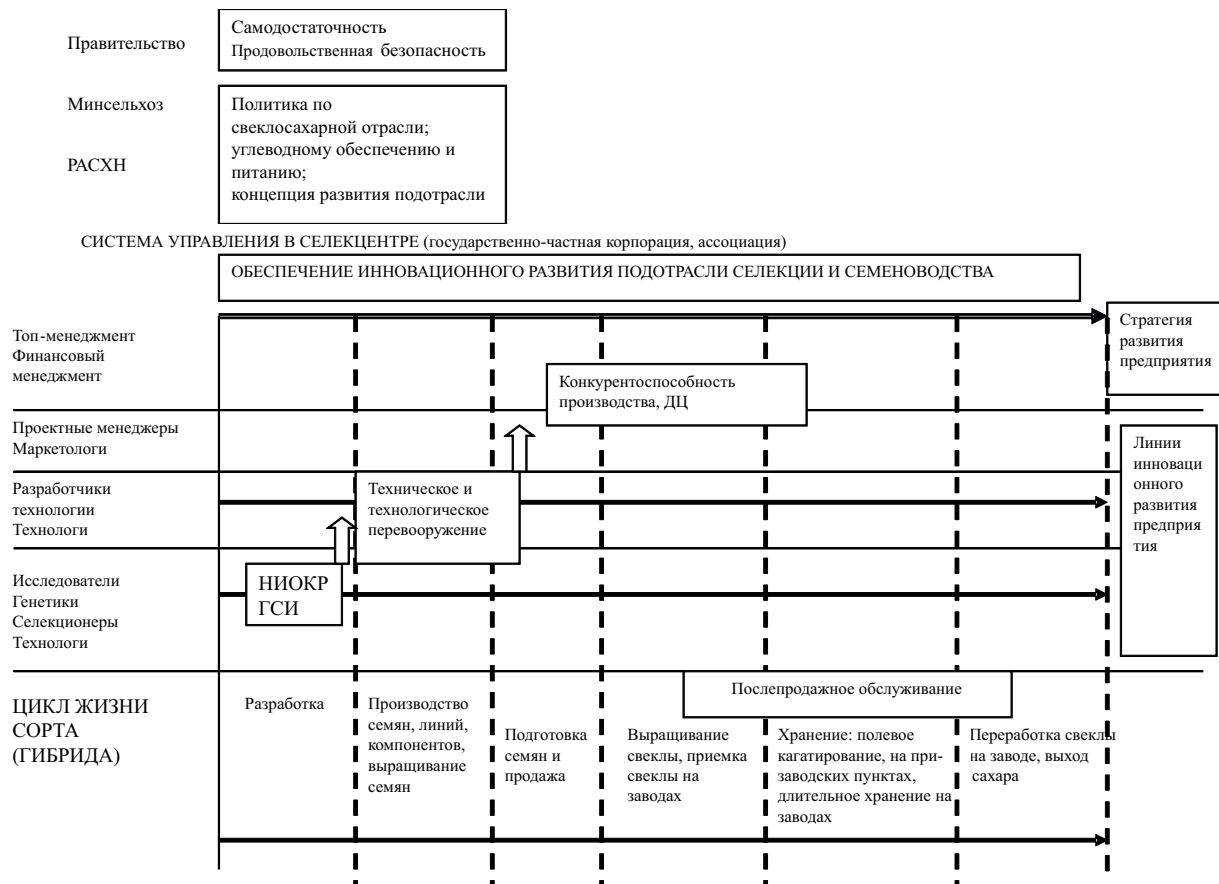 Правительство
Самодостаточность
Продовольственная безопасность
Минсельхоз
РАСХН
Политика по
свеклосахарной отрасли;
углеводному обеспечению и
питанию;
концепция развития подотрасли
СИСТЕМА УПРАВЛЕНИЯ В СЕЛЕКЦЕНТРЕ (государственно-частная корпорация, ассоциация)
ОБЕСПЕЧЕНИЕ ИННОВАЦИОННОГО РАЗВИТИЯ ПОДОТРАСЛИ СЕЛЕКЦИИ И СЕМЕНОВОДСТВА
Топ-менеджмент
Финансовый
менеджмент
Стратегия
развития
предприятия
Конкурентоспособность
производства, ДЦ
Проектные менеджеры
Маркетологи
Линии
инноваци
онного
развития
предприя
тия
Разработчики
технологии
Технологи
Техническое и
технологическое
перевооружение
Исследователи
Генетики
Селекционеры
Технологи
НИОКР
ГСИ
ЦИКЛ ЖИЗНИ
СОРТА
(ГИБРИДА)
Разработка
Производство
семян, линий,
компонентов,
выращивание
семян
Подготовка
семян и
продажа
Послепродажное обслуживание
Выращивание
свеклы, приемка
свеклы на
заводах
Хранение: полевое
кагатирование, на при-
заводских пунктах,
длительное хранение на
заводах
Переработка свеклы
на заводе, выход
сахара